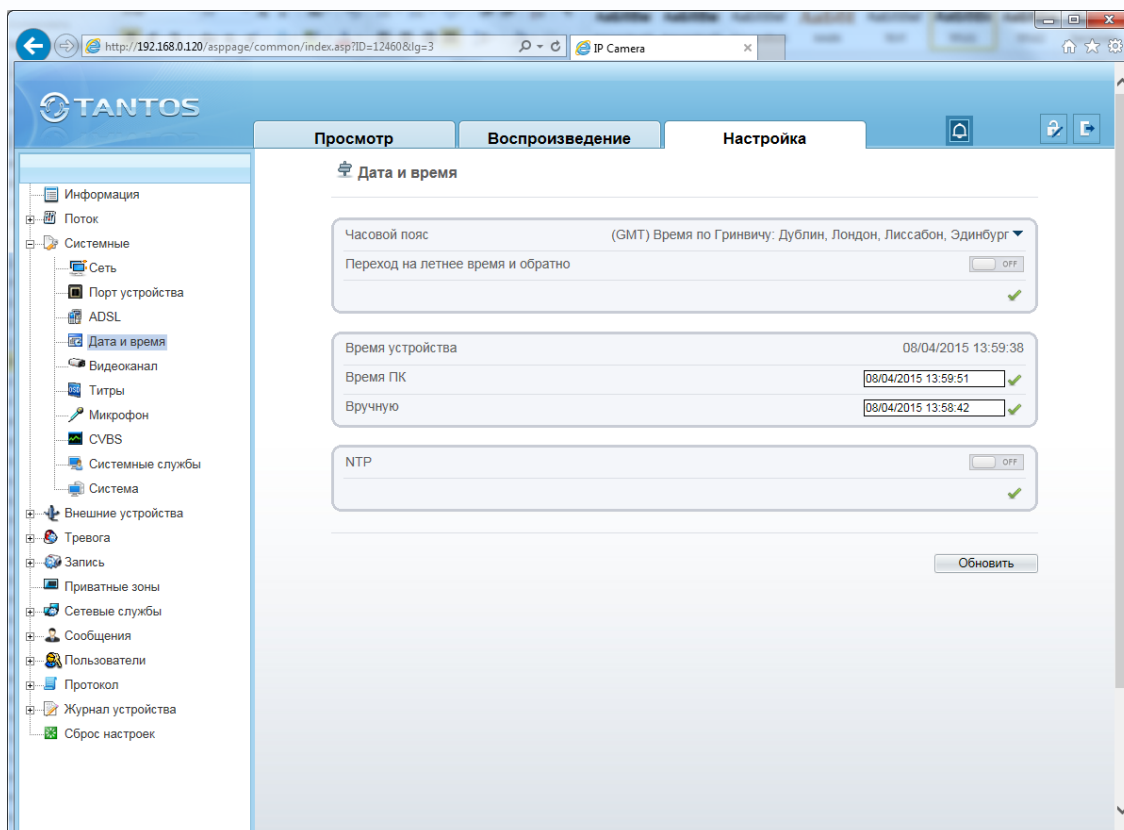 http://192.168.0.120/asppage/common/index.asp?ID=12460&lg=3
IP Camera
TANTOS
Просмотр
Воспроизведение
Настройка
Дата и время
Информация
Поток
Системные
Сеть
Порт устройства
ADSL
Дата и время
Видеоканал
Титры
Микрофон
CVBS
Системные службы
Система
Внешние устройства
Тревога
Запись
Приватные зоны
Сетевые службы
Сообщения
Пользователи
Протокол
Журнал устройства
Сброс настроек
Часовой пояс (GMT) Время по Гринвичу: Дублин, Лондон, Лиссабон, Эдинбург
Переход на летнее время и обратно OFF
Время устройства 08/04/2015 13:59:38
Время ПК 08/04/2015 13:59:51
Вручную 08/04/2015 13:58:42
NTP OFF
Обновить